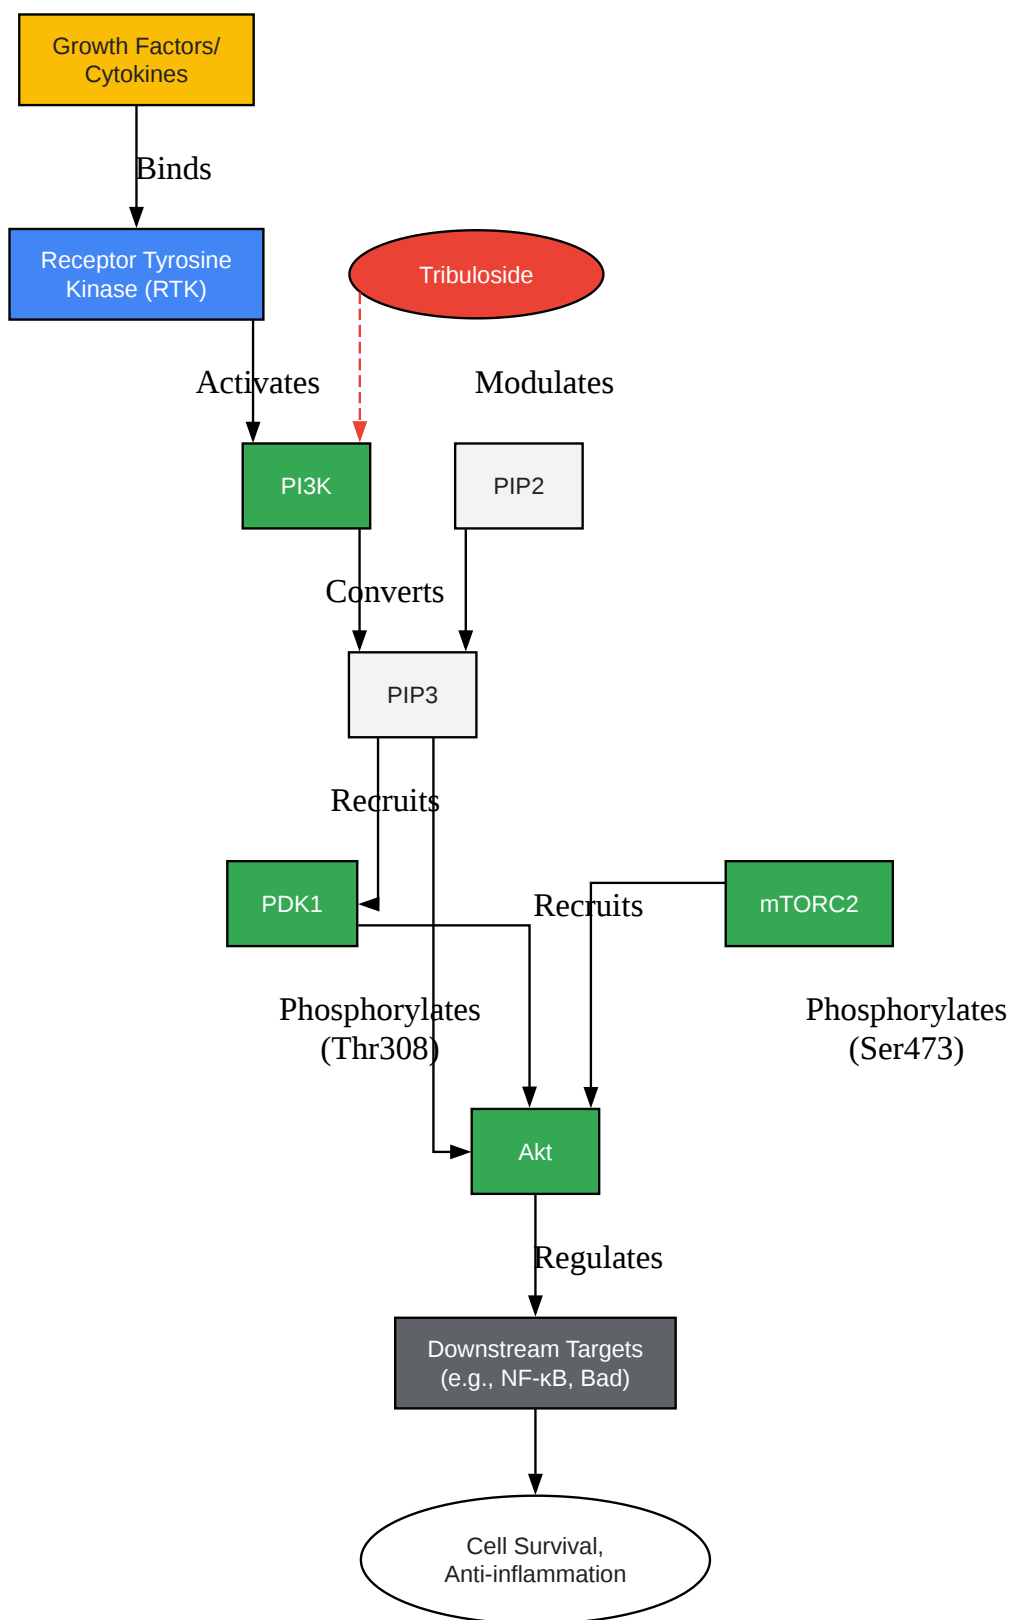 Growth Factors/
Cytokines
Binds
Receptor Tyrosine
Kinase (RTK)
Tribuloside
Activates
Modulates
PI3K
PIP2
Converts
PIP3
Recruits
PDK1
Recruits
mTORC2
Phosphorylates
(Thr308)
Phosphorylates
(Ser473)
Akt
Regulates
Downstream Targets
(e.g., NF-κB, Bad)
Cell Survival,
Anti-inflammation